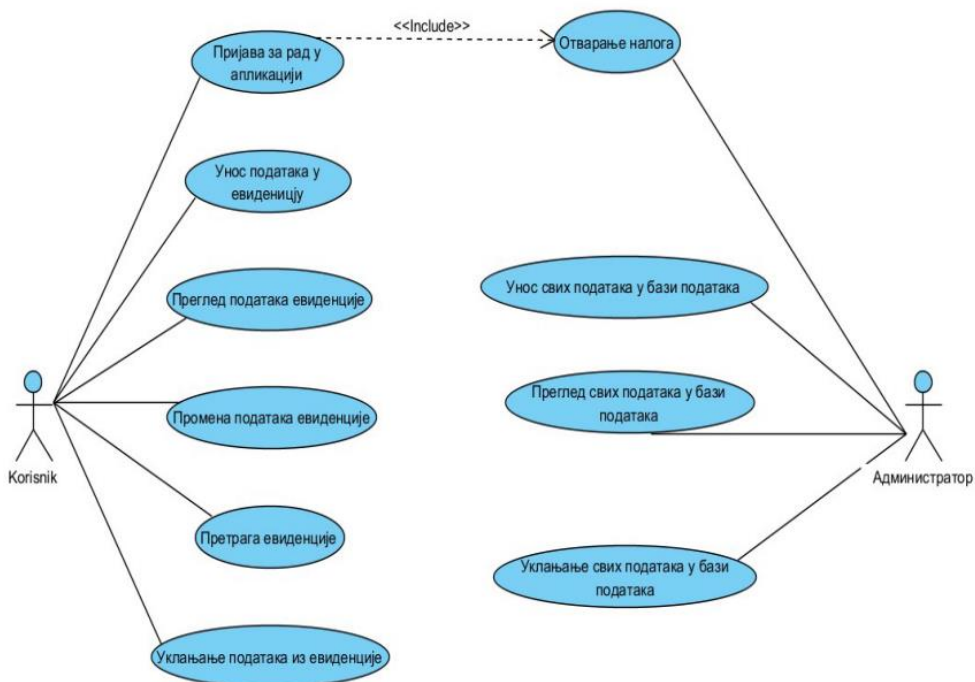 <<Include>>
Пријава за рад у
апликацији
Отварање налога
Унос података у
евиденицју
Преглед података евиденције
Промена података евиденције
Претрага евиденције
Уклањање података из евиденције
Korisnik
Унос свих података у бази података
Преглед свих података у бази
података
Уклањање свих података у бази
података
Администратор